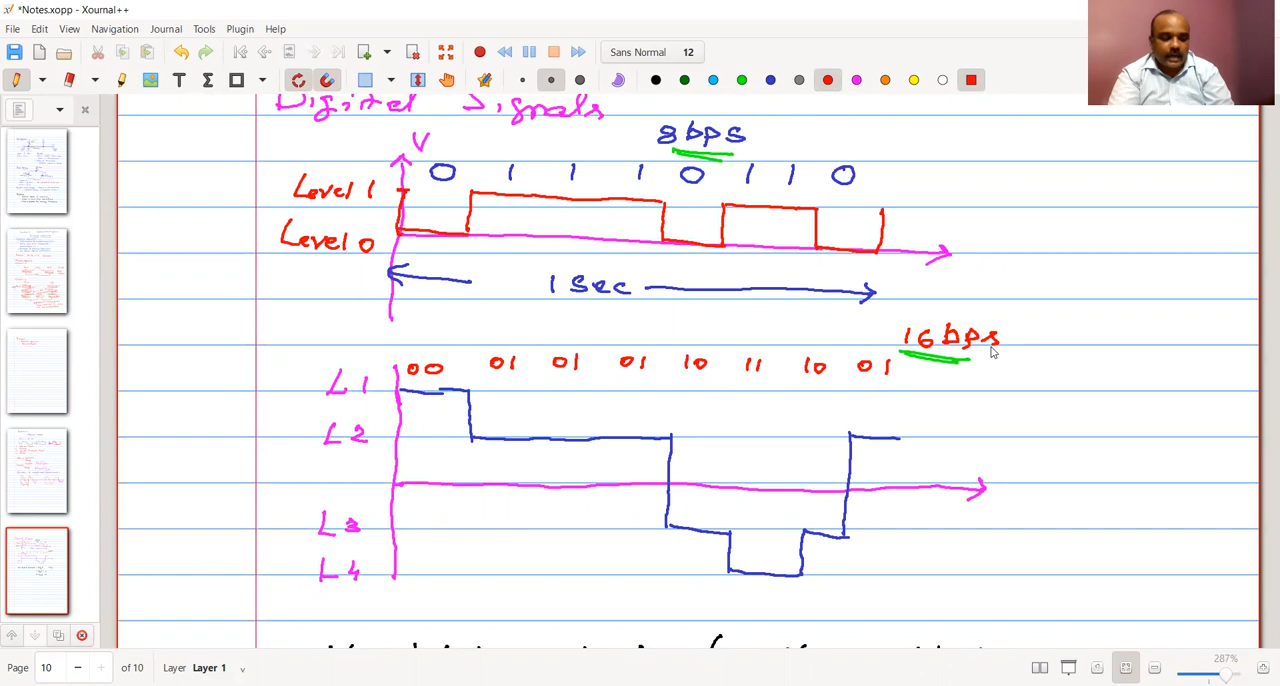 *Notes.xopp - Xournal++
File Edit View Navigation Journal Tools Plugin Help
Sans Normal 12
Digital Signals
8 bps
V
0 1 1 1 0 1 1 0
Level 1
Level 0
1 Sec
16 bps
00 01 01 01 10 11 10 01
L1
L2
L3
L4
Page 10 of 10 Layer Layer 1 287%